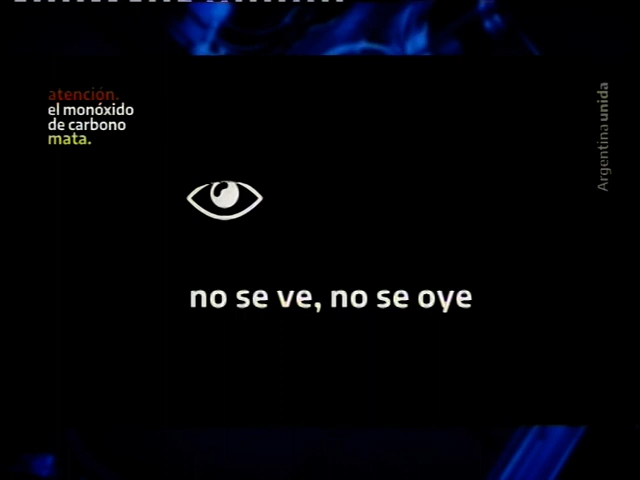 atención.
el monóxido
de carbono
mata.
Argentina unida
no se ve, no se oye